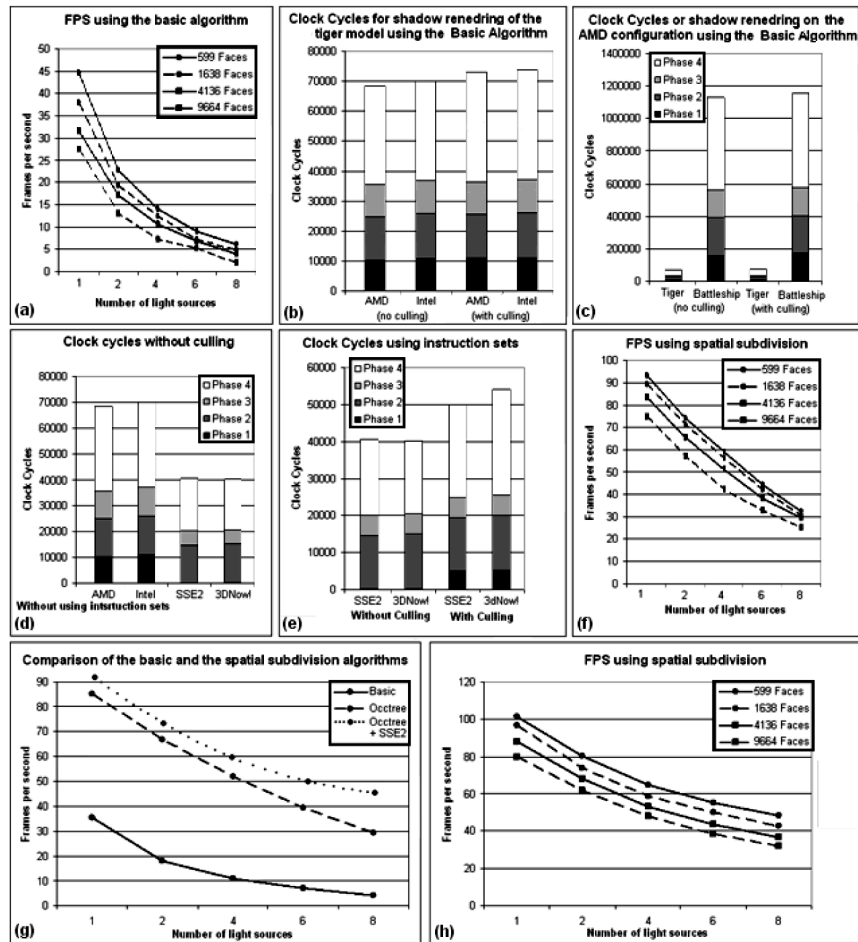 FPS using the basic algorithm
50
45
40
35
30
25
20
15
10
5
0
Frames per second
599 Faces
1638 Faces
4136 Faces
9664 Faces
1 2 4 6 8
Number of light sources
(a)
Clock Cycles for shadow renedring of the
tiger model using the Basic Algorithm
80000
70000
60000
50000
40000
30000
20000
10000
0
Clock Cycles
Phase 4
Phase 3
Phase 2
Phase 1
AMD Intel AMD Intel
(no culling) (with culling)
(b)
Clock Cycles or shadow renedring on the
AMD configuration using the Basic Algorithm
1400000
1200000
1000000
800000
600000
400000
200000
0
Clock Cycles
Phase 4
Phase 3
Phase 2
Phase 1
Tiger Battleship Tiger Battleship
(no culling) (with culling)
(c)
Clock cycles without culling
80000
70000
60000
50000
40000
30000
20000
10000
0
Clock Cycles
Phase 4
Phase 3
Phase 2
Phase 1
AMD Intel SSE2 3DNow!
Without using intsruction sets
(d)
Clock Cycles using instruction sets
60000
50000
40000
30000
20000
10000
0
Clock Cycles
Phase 4
Phase 3
Phase 2
Phase 1
SSE2 3DNow! SSE2 3dNow!
Without Culling With Culling
(e)
FPS using spatial subdivision
100
90
80
70
60
50
40
30
20
10
0
Frames per second
599 Faces
1638 Faces
4136 Faces
9664 Faces
1 2 4 6 8
Number of light sources
(f)
Comparison of the basic and the spatial subdivision algorithms
90
80
70
60
50
40
30
20
10
0
Frames per second
Basic
Occtree
Occtree
+ SSE2
1 2 4 6 8
Number of light sources
(g)
FPS using spatial subdivision
120
100
80
60
40
20
0
Frames per second
599 Faces
1638 Faces
4136 Faces
9664 Faces
1 2 4 6 8
Number of light sources
(h)